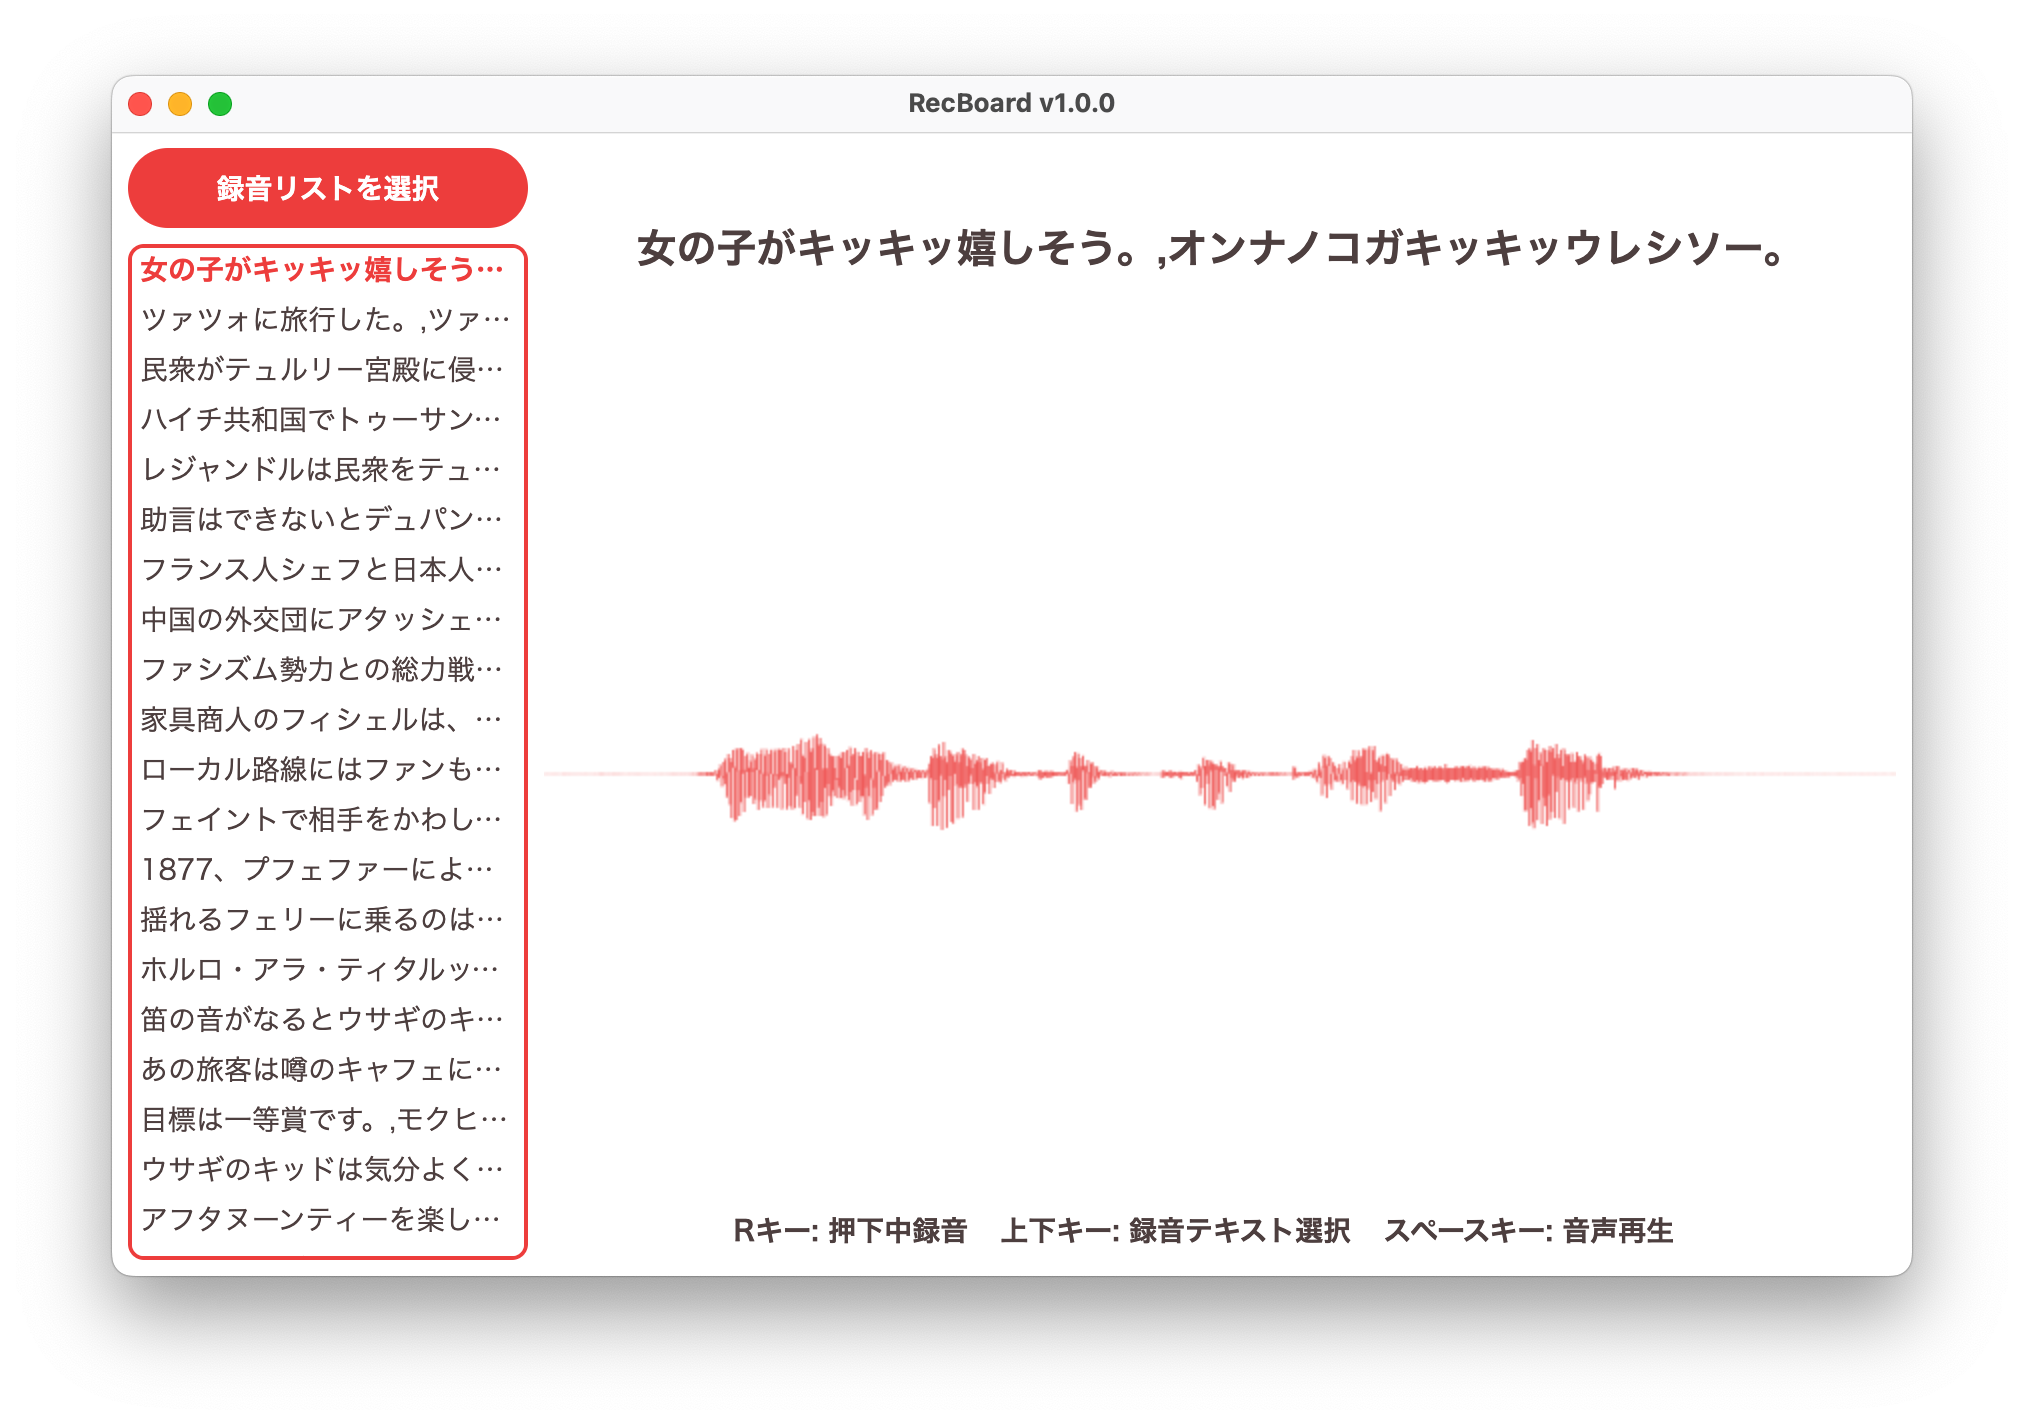 RecBoard v1.0.0
録音リストを選択
女の子がキッキッ嬉しそう…
ツァツォに旅行した。,ツァ…
民衆がテュルリー宮殿に侵…
ハイチ共和国でトゥーサン…
レジャンドルは民衆をテュ…
助言はできないとデュパン…
フランス人シェフと日本人…
中国の外交団にアタッシェ…
ファシズム勢力との総力戦…
家具商人のフィシェルは、…
ローカル路線にはファンも…
フェイントで相手をかわし…
1877、プフェファーによ…
揺れるフェリーに乗るのは…
ホルロ・アラ・ティタルッ…
笛の音がなるとウサギのキ…
あの旅客は噂のキャフェに…
目標は一等賞です。,モクヒ…
ウサギのキッドは気分よく…
アフタヌーンティーを楽し…
女の子がキッキッ嬉しそう。,オンナノコガキッキッウレシソー。
Rキー: 押下中録音 上下キー: 録音テキスト選択 スペースキー: 音声再生